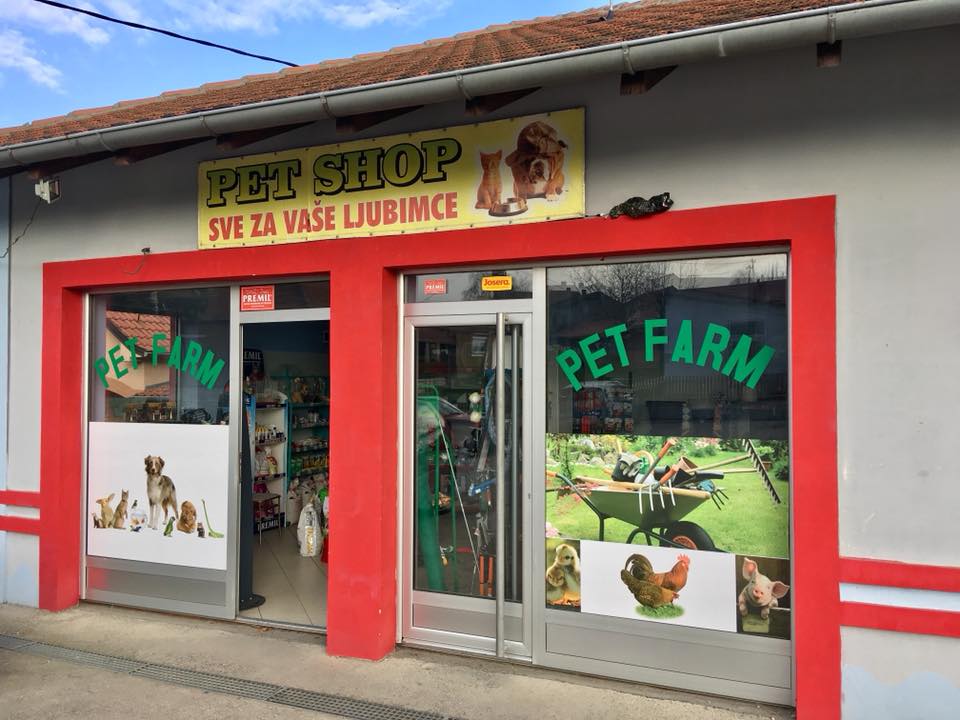 PET SHOP
SVE ZA VAŠE LJUBIMCE
PREMIL
PREMIL
Josera
PET FARM
PET FARM